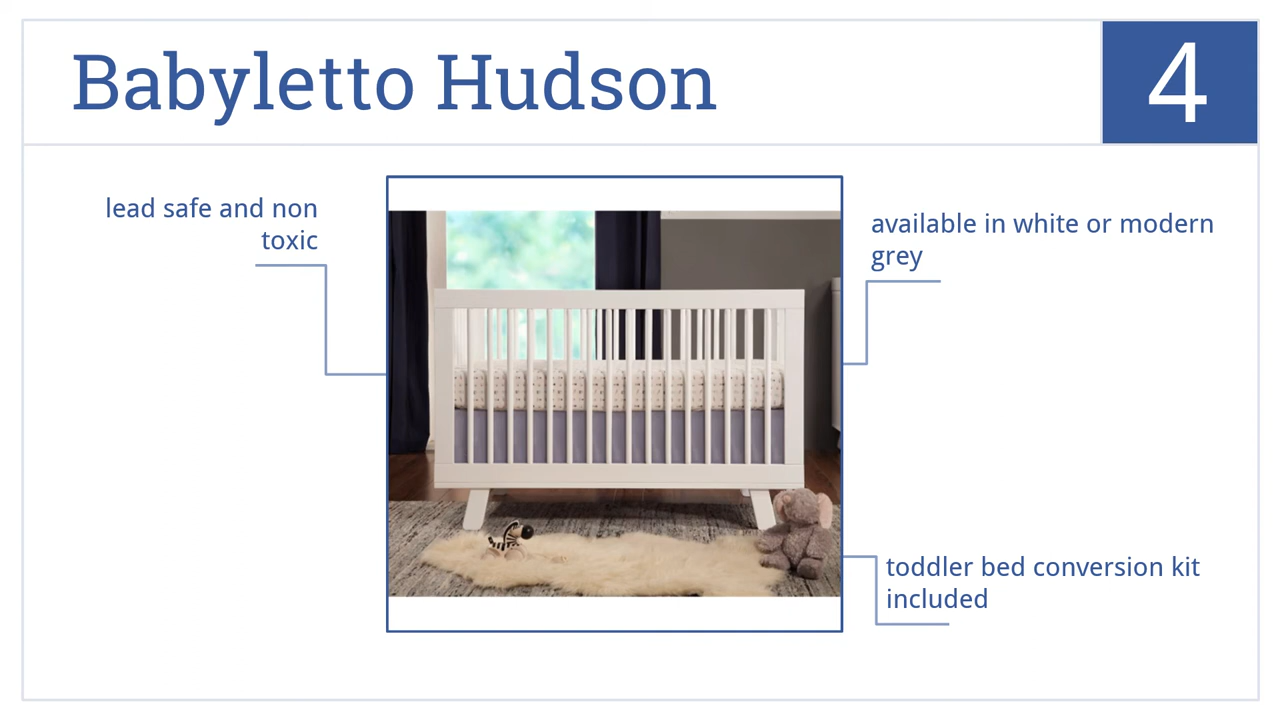 Babyletto Hudson
4
lead safe and non
toxic
available in white or modern
grey
toddler bed conversion kit
included